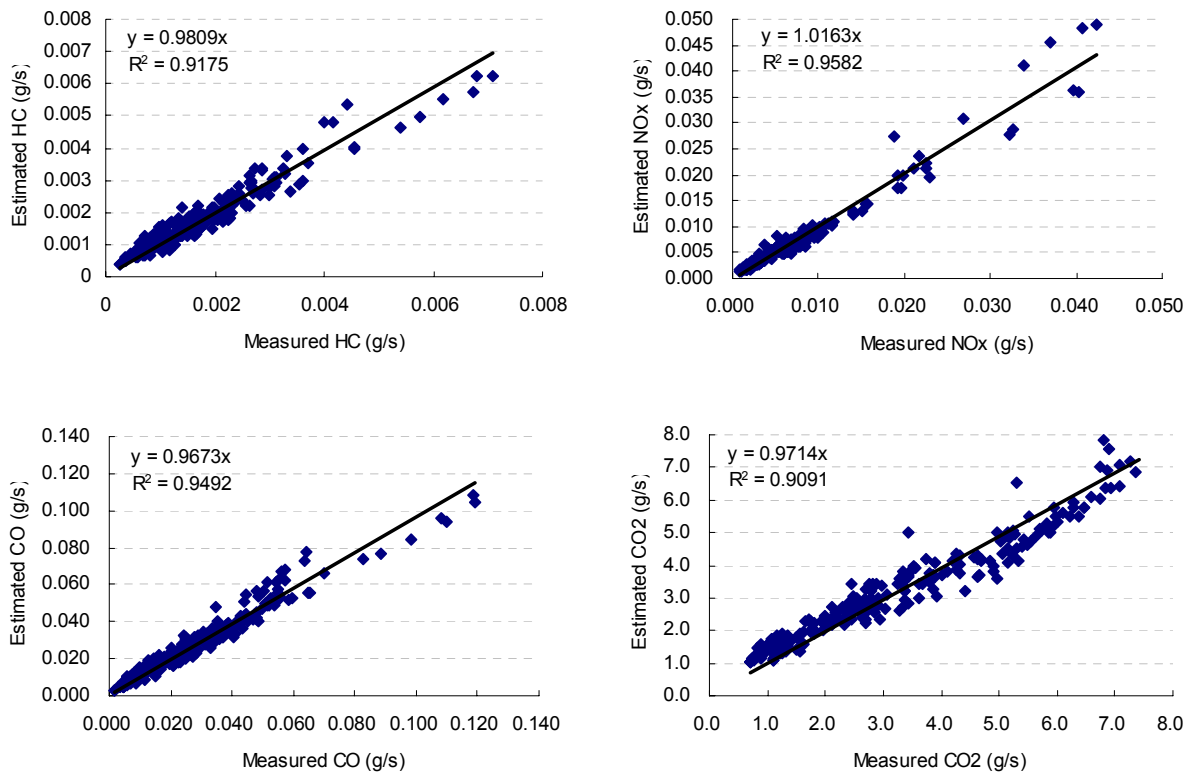 Estimated HC (g/s)
0.008
0.007
0.006
0.005
0.004
0.003
0.002
0.001
0
y = 0.9809x
R² = 0.9175
0 0.002 0.004 0.006 0.008
Measured HC (g/s)
Estimated NOx (g/s)
0.050
0.045
0.040
0.035
0.030
0.025
0.020
0.015
0.010
0.005
0.000
y = 1.0163x
R² = 0.9582
0.000 0.010 0.020 0.030 0.040 0.050
Measured NOx (g/s)
Estimated CO (g/s)
0.140
0.120
0.100
0.080
0.060
0.040
0.020
0.000
y = 0.9673x
R² = 0.9492
0.000 0.020 0.040 0.060 0.080 0.100 0.120 0.140
Measured CO (g/s)
Estimated CO2 (g/s)
8.0
7.0
6.0
5.0
4.0
3.0
2.0
1.0
0.0
y = 0.9714x
R² = 0.9091
0.0 1.0 2.0 3.0 4.0 5.0 6.0 7.0 8.0
Measured CO2 (g/s)